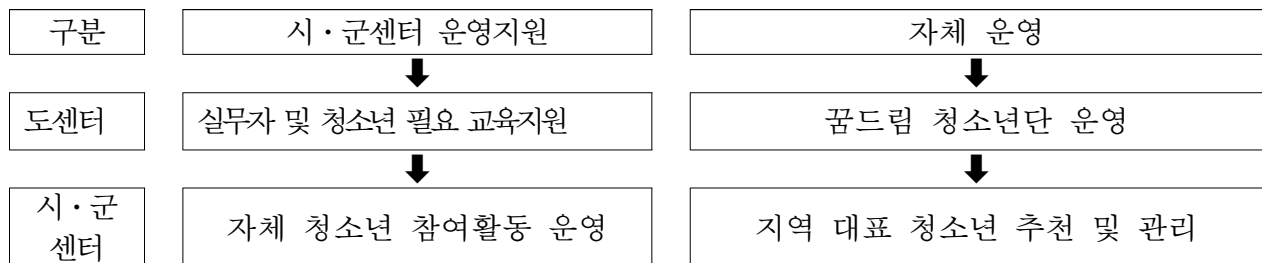 구분 시·군센터 운영지원 자체 운영
도센터 실무자 및 청소년 필요 교육지원 꿈드림 청소년단 운영
시·군
센터 자체 청소년 참여활동 운영 지역 대표 청소년 추천 및 관리